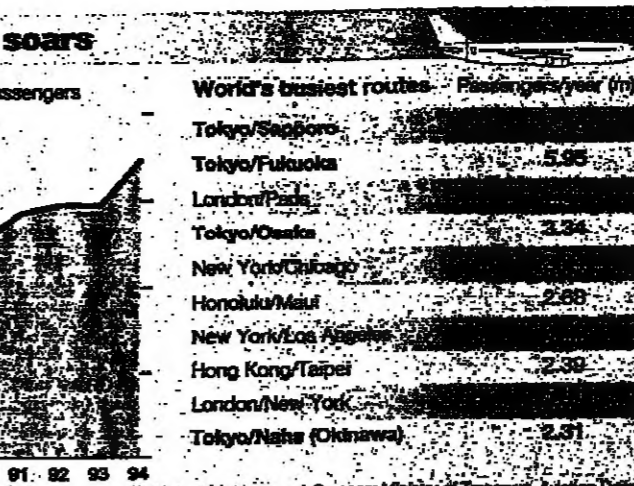 soars
ssengers
World's busiest routes Passengers/year (m)
Tokyo/Sapporo
Tokyo/Fukuoka 5.95
London/Paris
Tokyo/Osaka 3.34
New York/Chicago
Honolulu/Maui 2.68
New York/Los Angeles
Hong Kong/Taipei 2.39
London/New York
Tokyo/Naha (Okinawa) 2.31
91 92 93 94